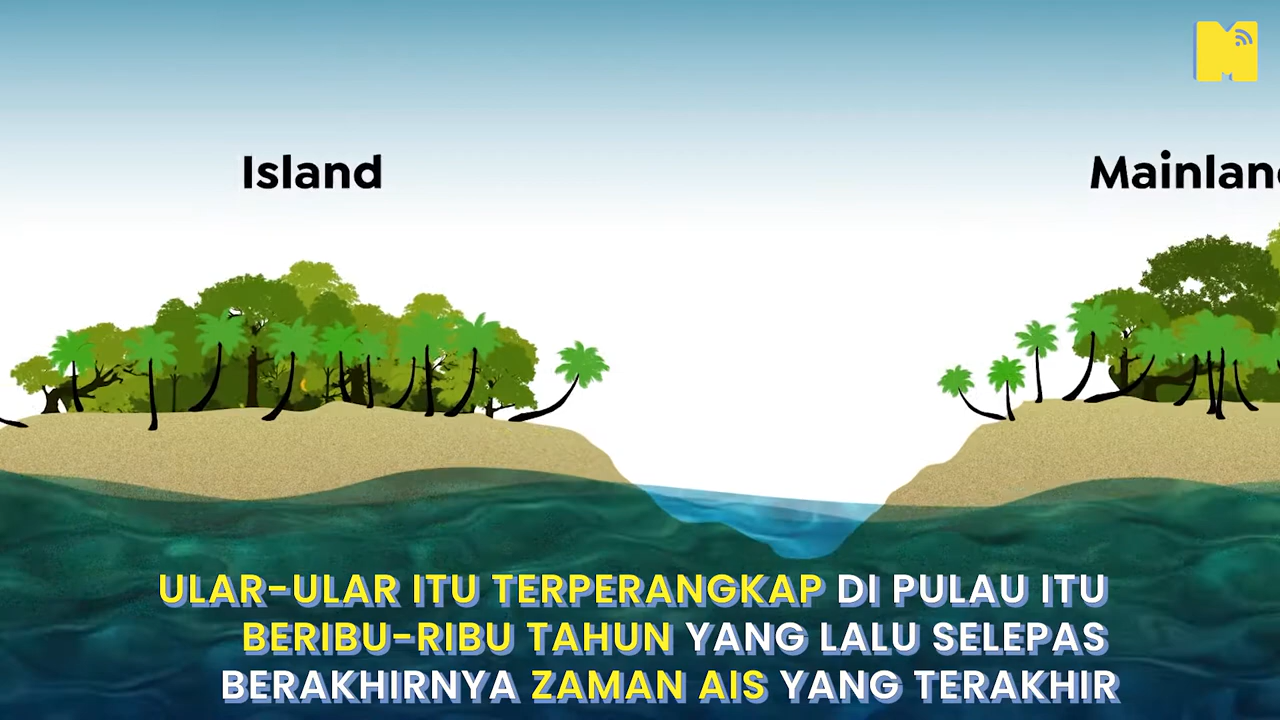 Island
Mainlan
ULAR-ULAR ITU TERPERANGKAP DI PULAU ITU
BERIBU-RIBU TAHUN YANG LALU SELEPAS
BERAKHIRNYA ZAMAN AIS YANG TERAKHIR